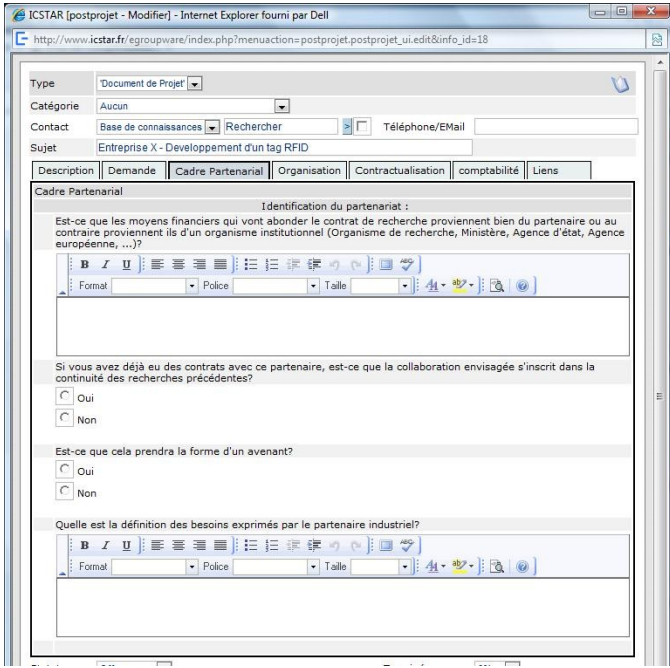 ICSTAR [postprojet - Modifier] - Internet Explorer fourni par Dell
http://www.icstar.fr/egroupware/index.php?menuaction=postprojet.postprojet_ui.edit&info_id=18
Type 'Document de Projet'
Catégorie Aucun
Contact Base de connaissances Rechercher > Téléphone/EMail
Sujet Entreprise X - Developpement d'un tag RFID
Description Demande Cadre Partenarial Organisation Contractualisation comptabilité Liens
Cadre Partenarial
Identification du partenariat :
Est-ce que les moyens financiers qui vont abonder le contrat de recherche proviennent bien du partenaire ou au
contraire proviennent ils d'un organisme institutionnel (Organisme de recherche, Ministère, Agence d'état, Agence
européenne, ...)?
B I U
Format Police Taille
Si vous avez déjà eu des contrats avec ce partenaire, est-ce que la collaboration envisagée s'inscrit dans la
continuité des recherches précédentes?
Oui
Non
Est-ce que cela prendra la forme d'un avenant?
Oui
Non
Quelle est la définition des besoins exprimés par le partenaire industriel?
B I U
Format Police Taille